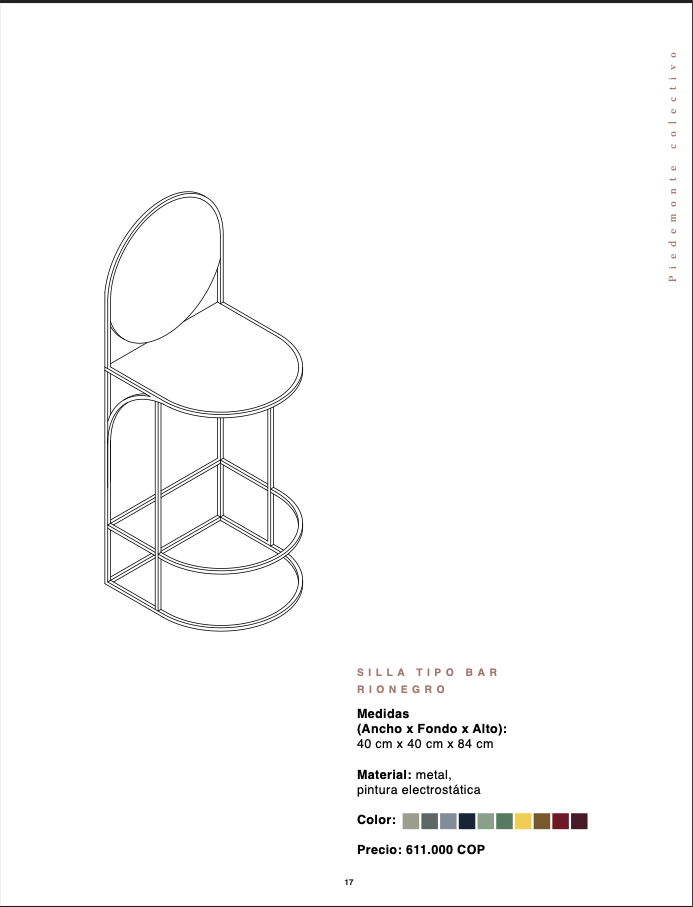 Piedemonte colectivo
SILLA TIPO BAR
RIONEGRO
Medidas
(Ancho x Fondo x Alto):
40 cm x 40 cm x 84 cm
Material: metal,
pintura electrostática
Color:
Precio: 611.000 COP
17